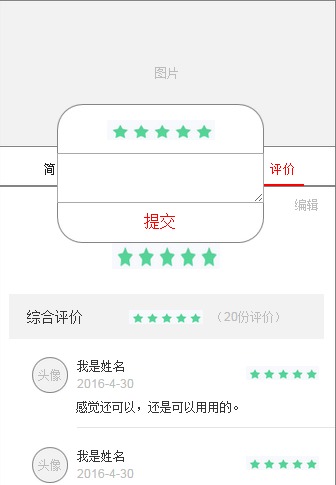 图片
简
评价
提交
编辑
综合评价 （20份评价）
头像 我是姓名
2016-4-30
感觉还可以，还是可以用用的。
头像 我是姓名
2016-4-30